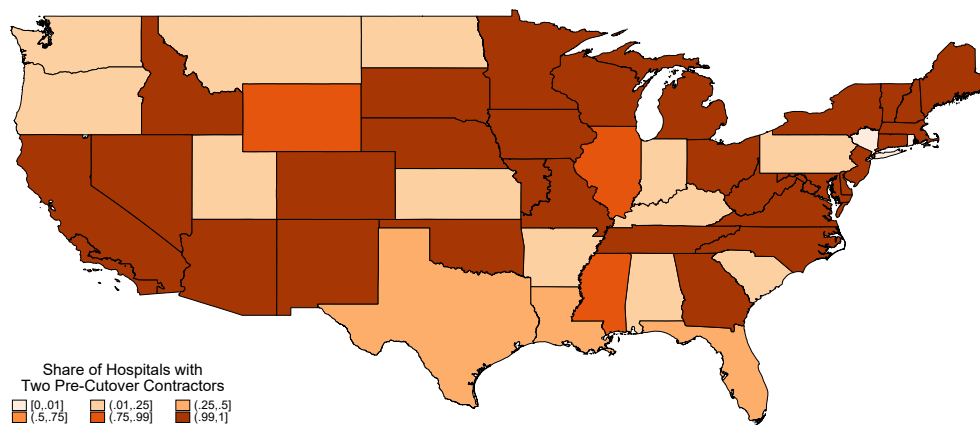 Share of Hospitals with
Two Pre-Cutover Contractors
[0,.01] (.01,.25] (.25,.5]
(.5,.75] (.75,.99] (.99,1]